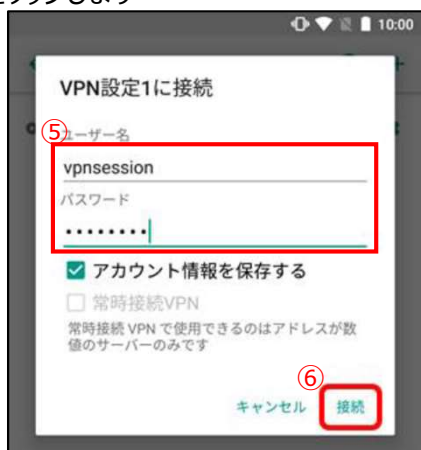 10:00
VPN設定1に接続
⑤
ユーザー名
vpnsession
パスワード
••••••••
アカウント情報を保存する
常時接続VPN
常時接続 VPN で使用できるのはアドレスが数
値のサーバーのみです
⑥
キャンセル 接続